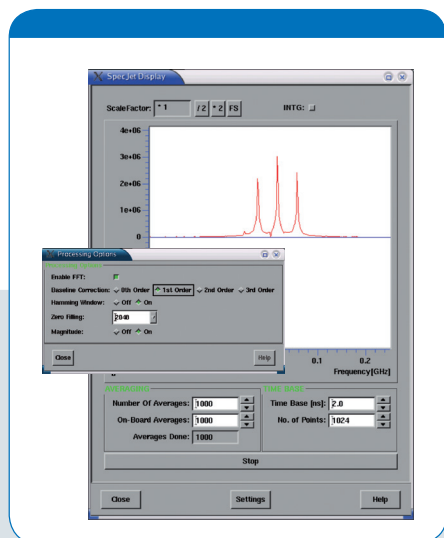 SpecJet Display
ScaleFactor: * 1 / 2 * 2 FS INTG:
4e+06
3e+06
2e+06
1e+06
0
Processing Options
Enable FFT:
Baseline Correction: 0th Order 1st Order 2nd Order 3rd Order
Hamming Window: Off On
Zero Filling: 2048
Magnitude: Off On
Close Help
0.1 0.2
Frequency[GHz]
AVERAGING TIME BASE
Number Of Averages: 1000 Time Base [ns]: 2.0
On-Board Averages: 1000 No. of Points: 1024
Averages Done: 1000
Stop
Close Settings Help